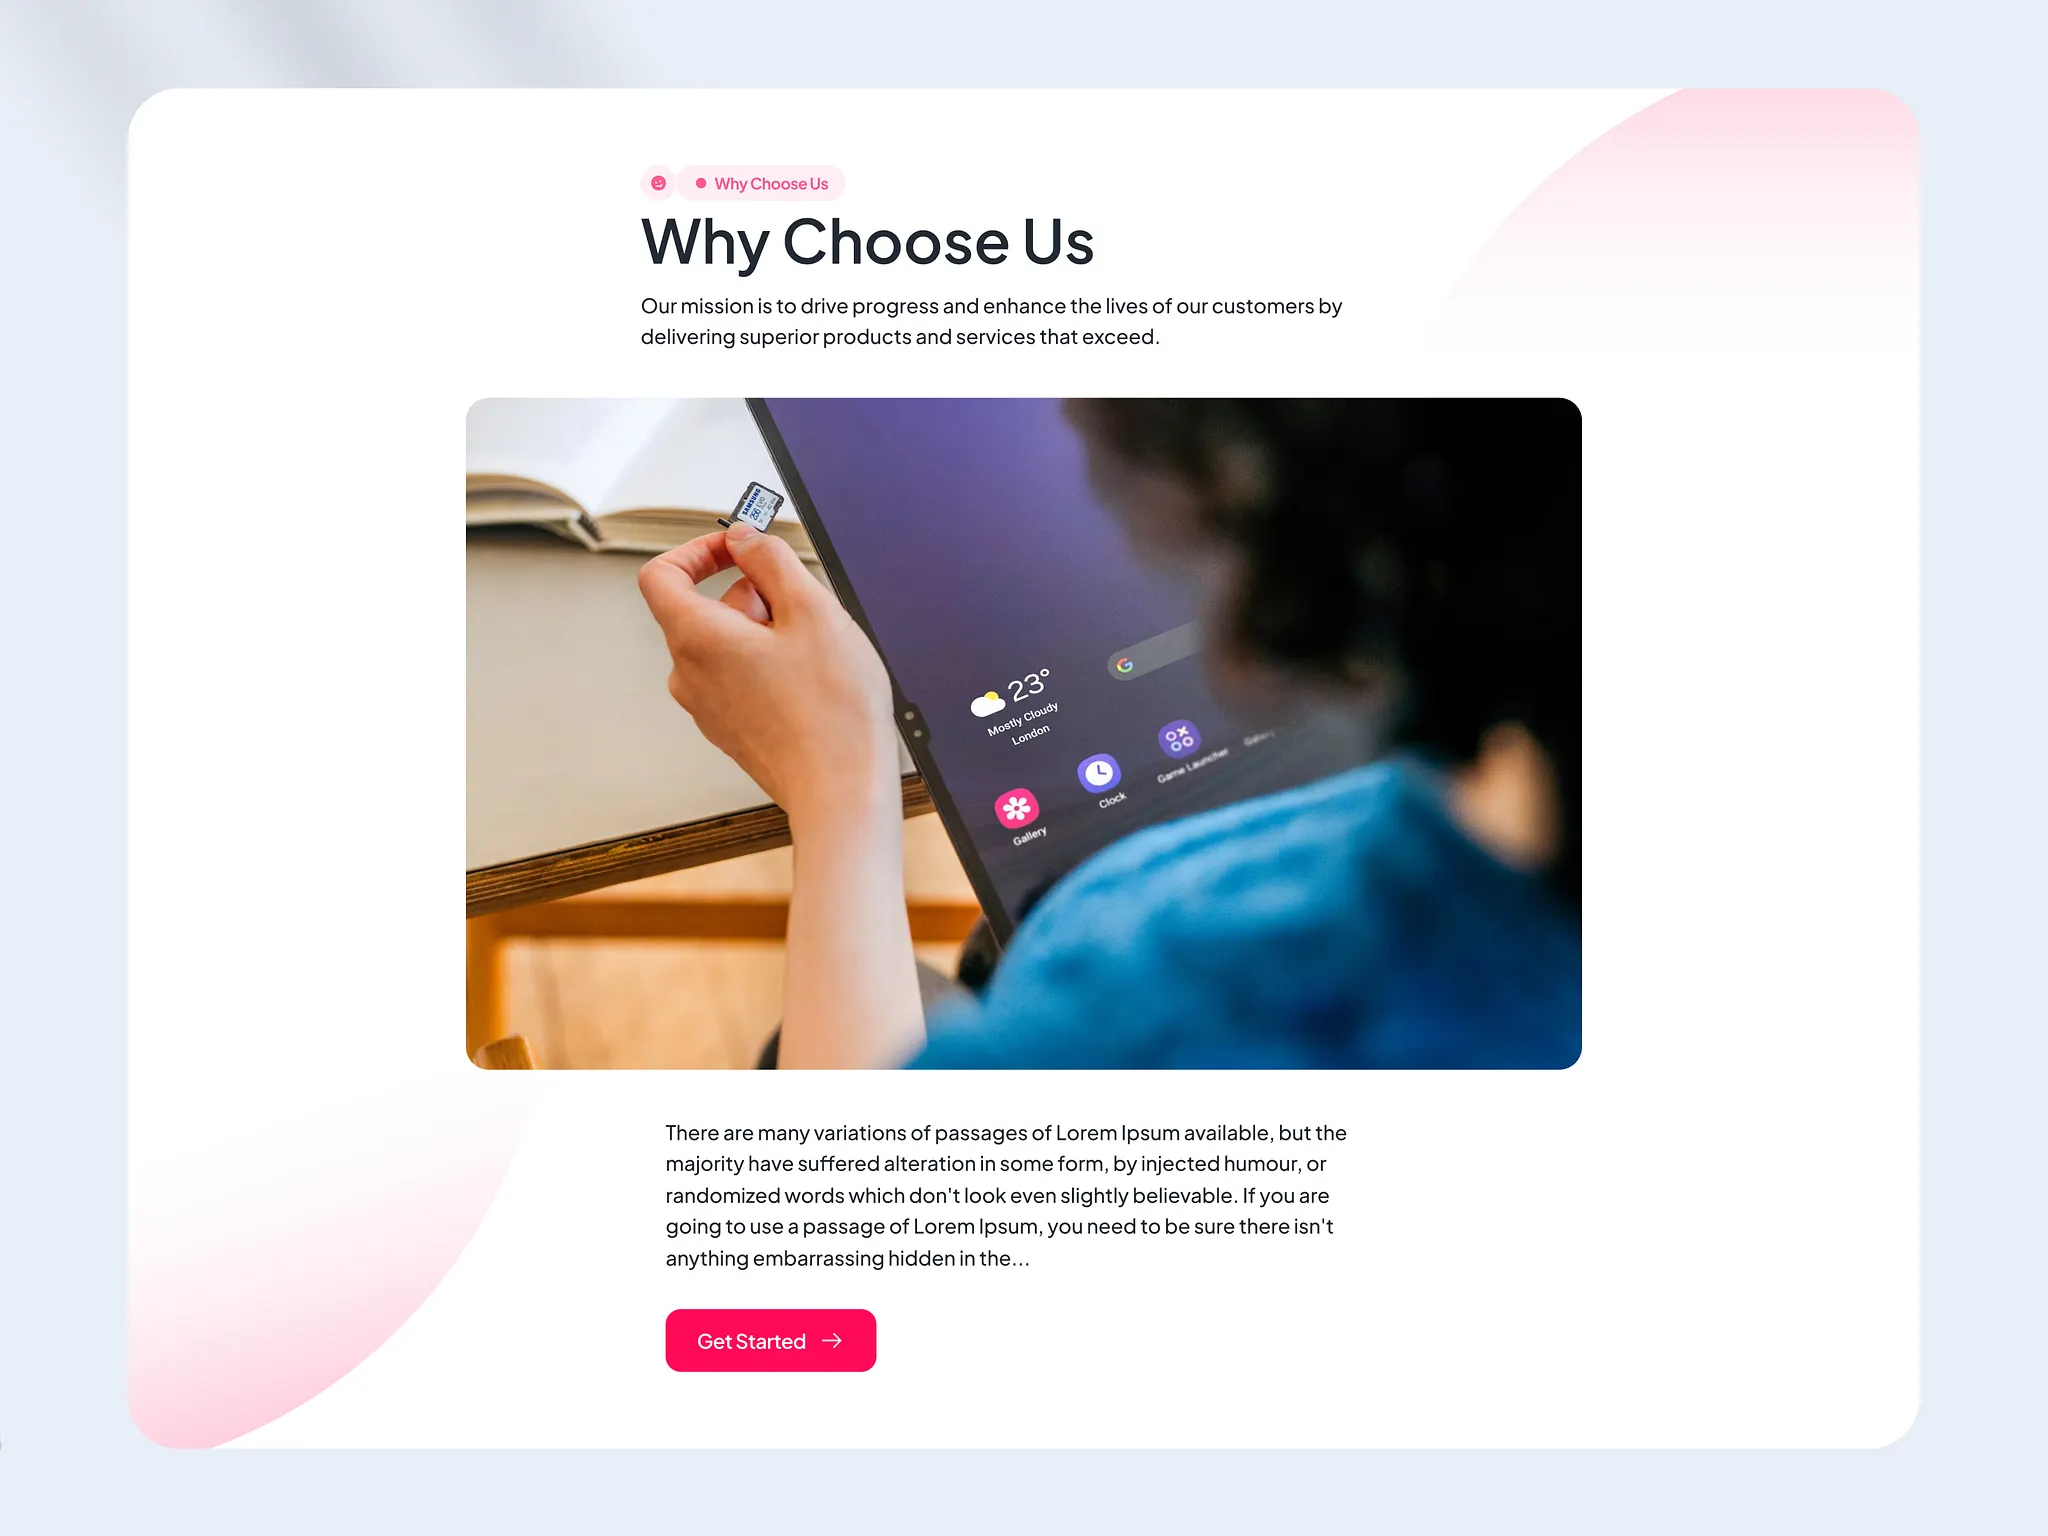 Why Choose Us
Why Choose Us
Our mission is to drive progress and enhance the lives of our customers by
delivering superior products and services that exceed.
SAMSUNG
EVO
256
23°
Mostly Cloudy
London
Gallery
Clock
Game Launcher
There are many variations of passages of Lorem Ipsum available, but the
majority have suffered alteration in some form, by injected humour, or
randomized words which don't look even slightly believable. If you are
going to use a passage of Lorem Ipsum, you need to be sure there isn't
anything embarrassing hidden in the...
Get Started